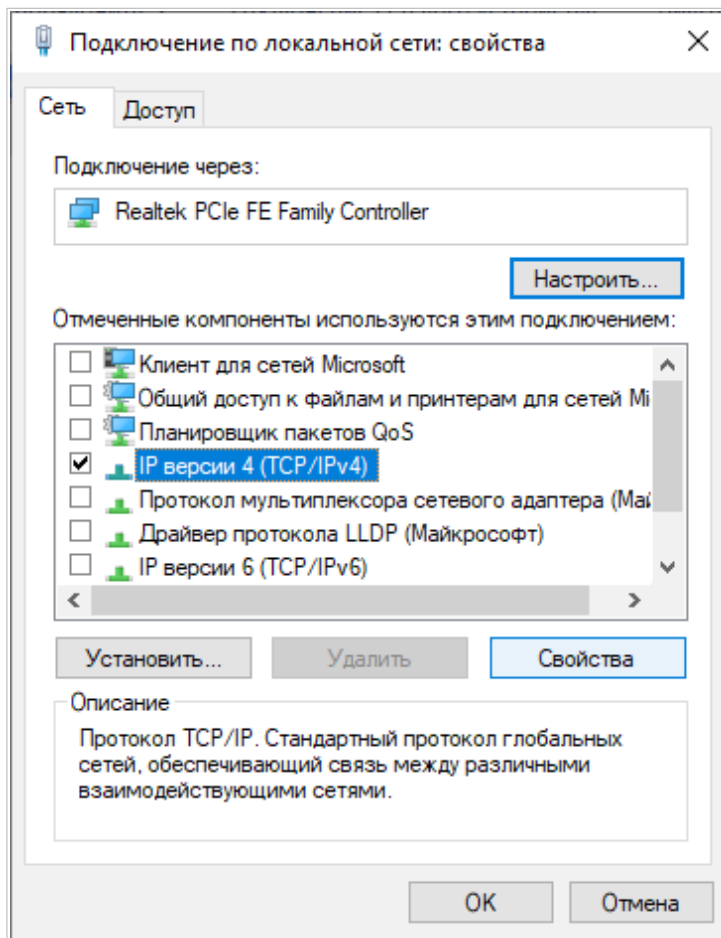 Подключение по локальной сети: свойства
Сеть
Доступ
Подключение через:
Realtek PCIe FE Family Controller
Настроить...
Отмеченные компоненты используются этим подключением:
Клиент для сетей Microsoft
Общий доступ к файлам и принтерам для сетей Mi
Планировщик пакетов QoS
IP версии 4 (TCP/IPv4)
Протокол мультиплексора сетевого адаптера (Май
Драйвер протокола LLDP (Майкрософт)
IP версии 6 (TCP/IPv6)
Установить...
Удалить
Свойства
Описание
Протокол TCP/IP. Стандартный протокол глобальных
сетей, обеспечивающий связь между различными
взаимодействующими сетями.
OK
Отмена